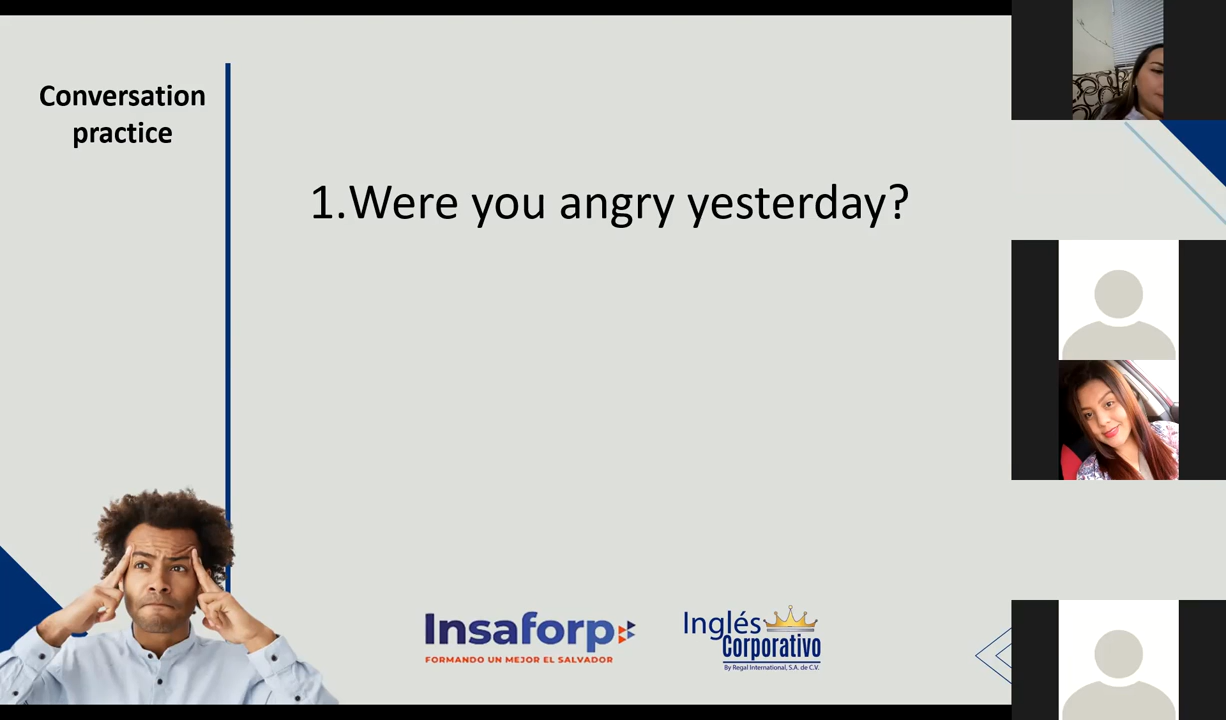 Conversation
practice
1.Were you angry yesterday?
Insaforp
FORMANDO UN MEJOR EL SALVADOR
Inglés
Corporativo
By Regal International, S.A. de C.V.